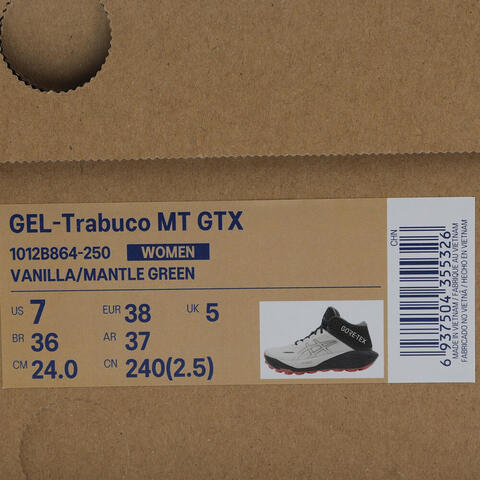 GEL-Trabuco MT GTX
1012B864-250 WOMEN
VANILLA/MANTLE GREEN
US 7 EUR 38 UK 5
BR 36 AR 37
CM 24.0 CN 240(2.5)
GORE-TEX
CHN
6 937504 355326
MADE IN VIETNAM / FABRIQUE AU VIETNAM
FABRICADO NO VIETNÃ / HECHO EN VIETNAM